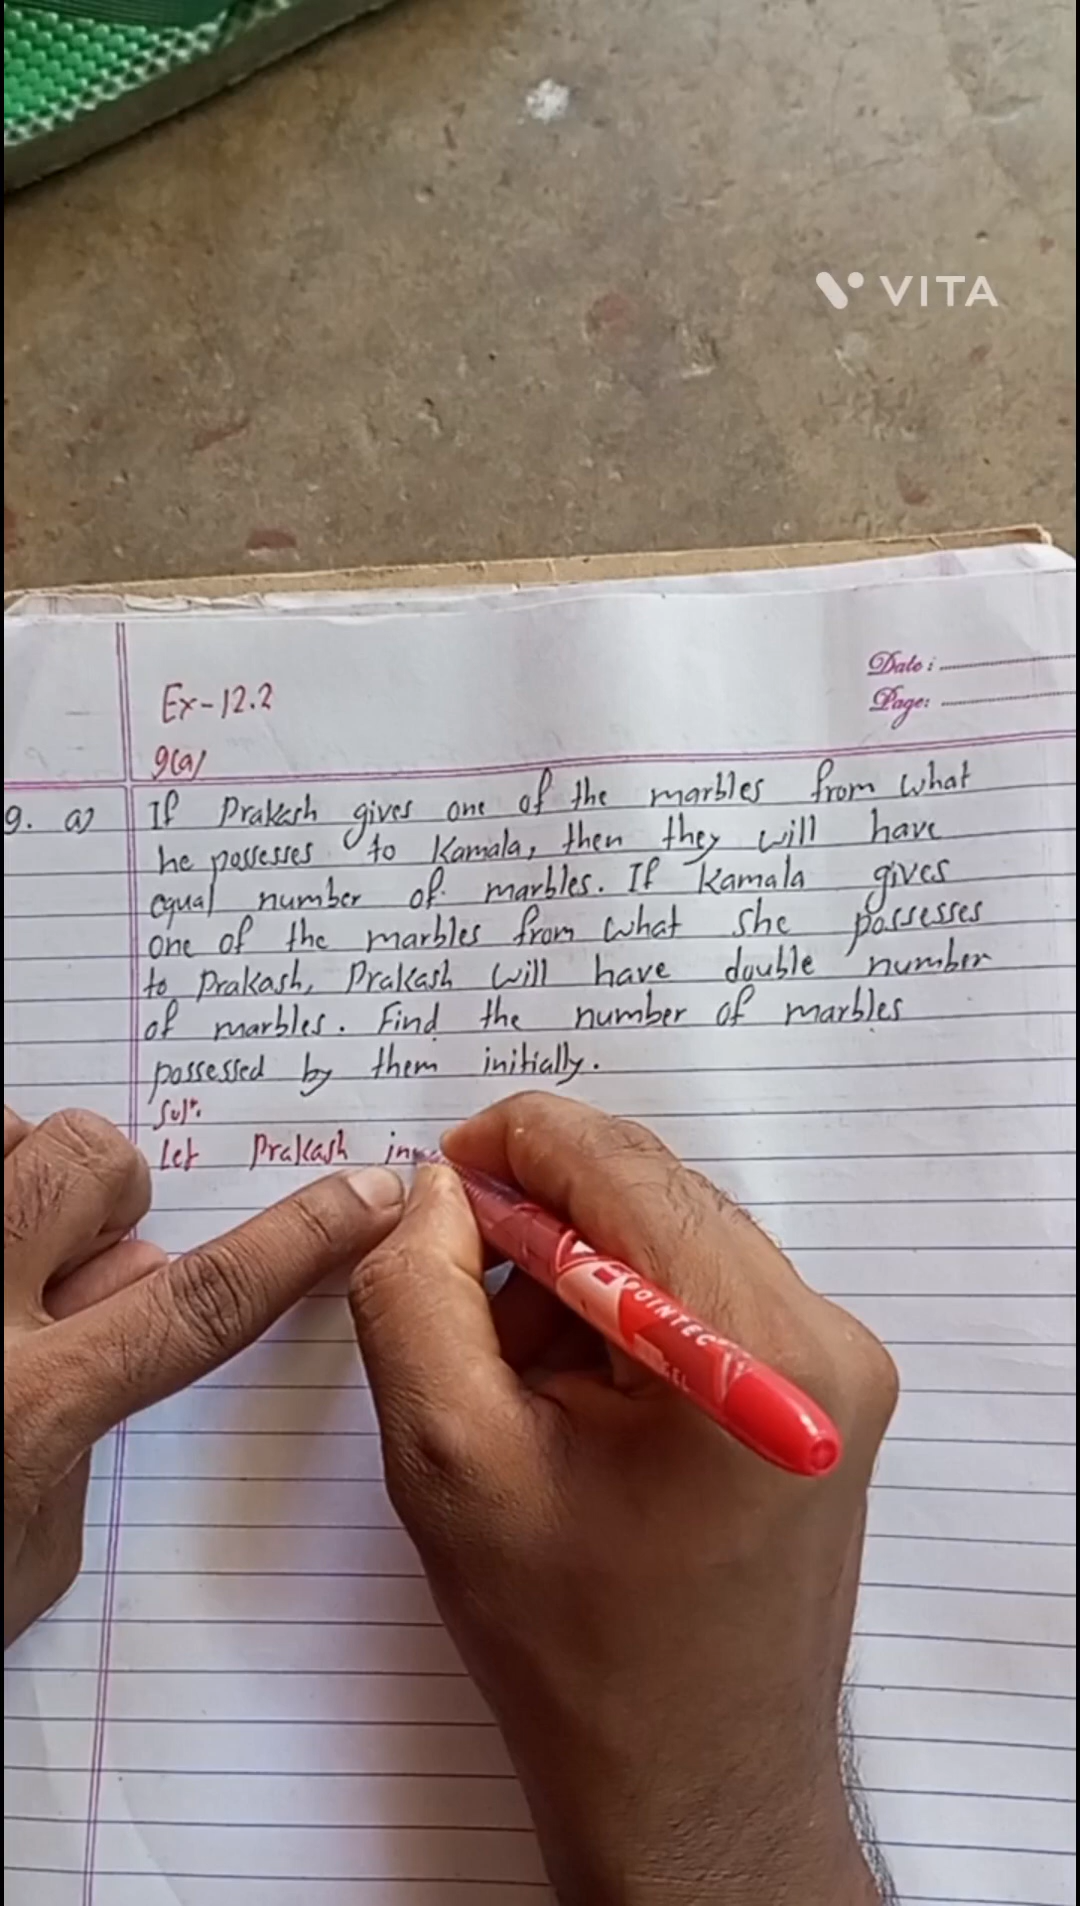 VITA
Date:
Page:
Ex-12.2
9(a)
9. a) If Prakash gives one of the marbles from what
he possesses to Kamala, then they will have
equal number of marbles. If Kamala gives
one of the marbles from what she possesses
to Prakash, Prakash will have double number
of marbles. Find the number of marbles
possessed by them initially.
Solⁿ.
Let Prakash
POINTEC
GEL